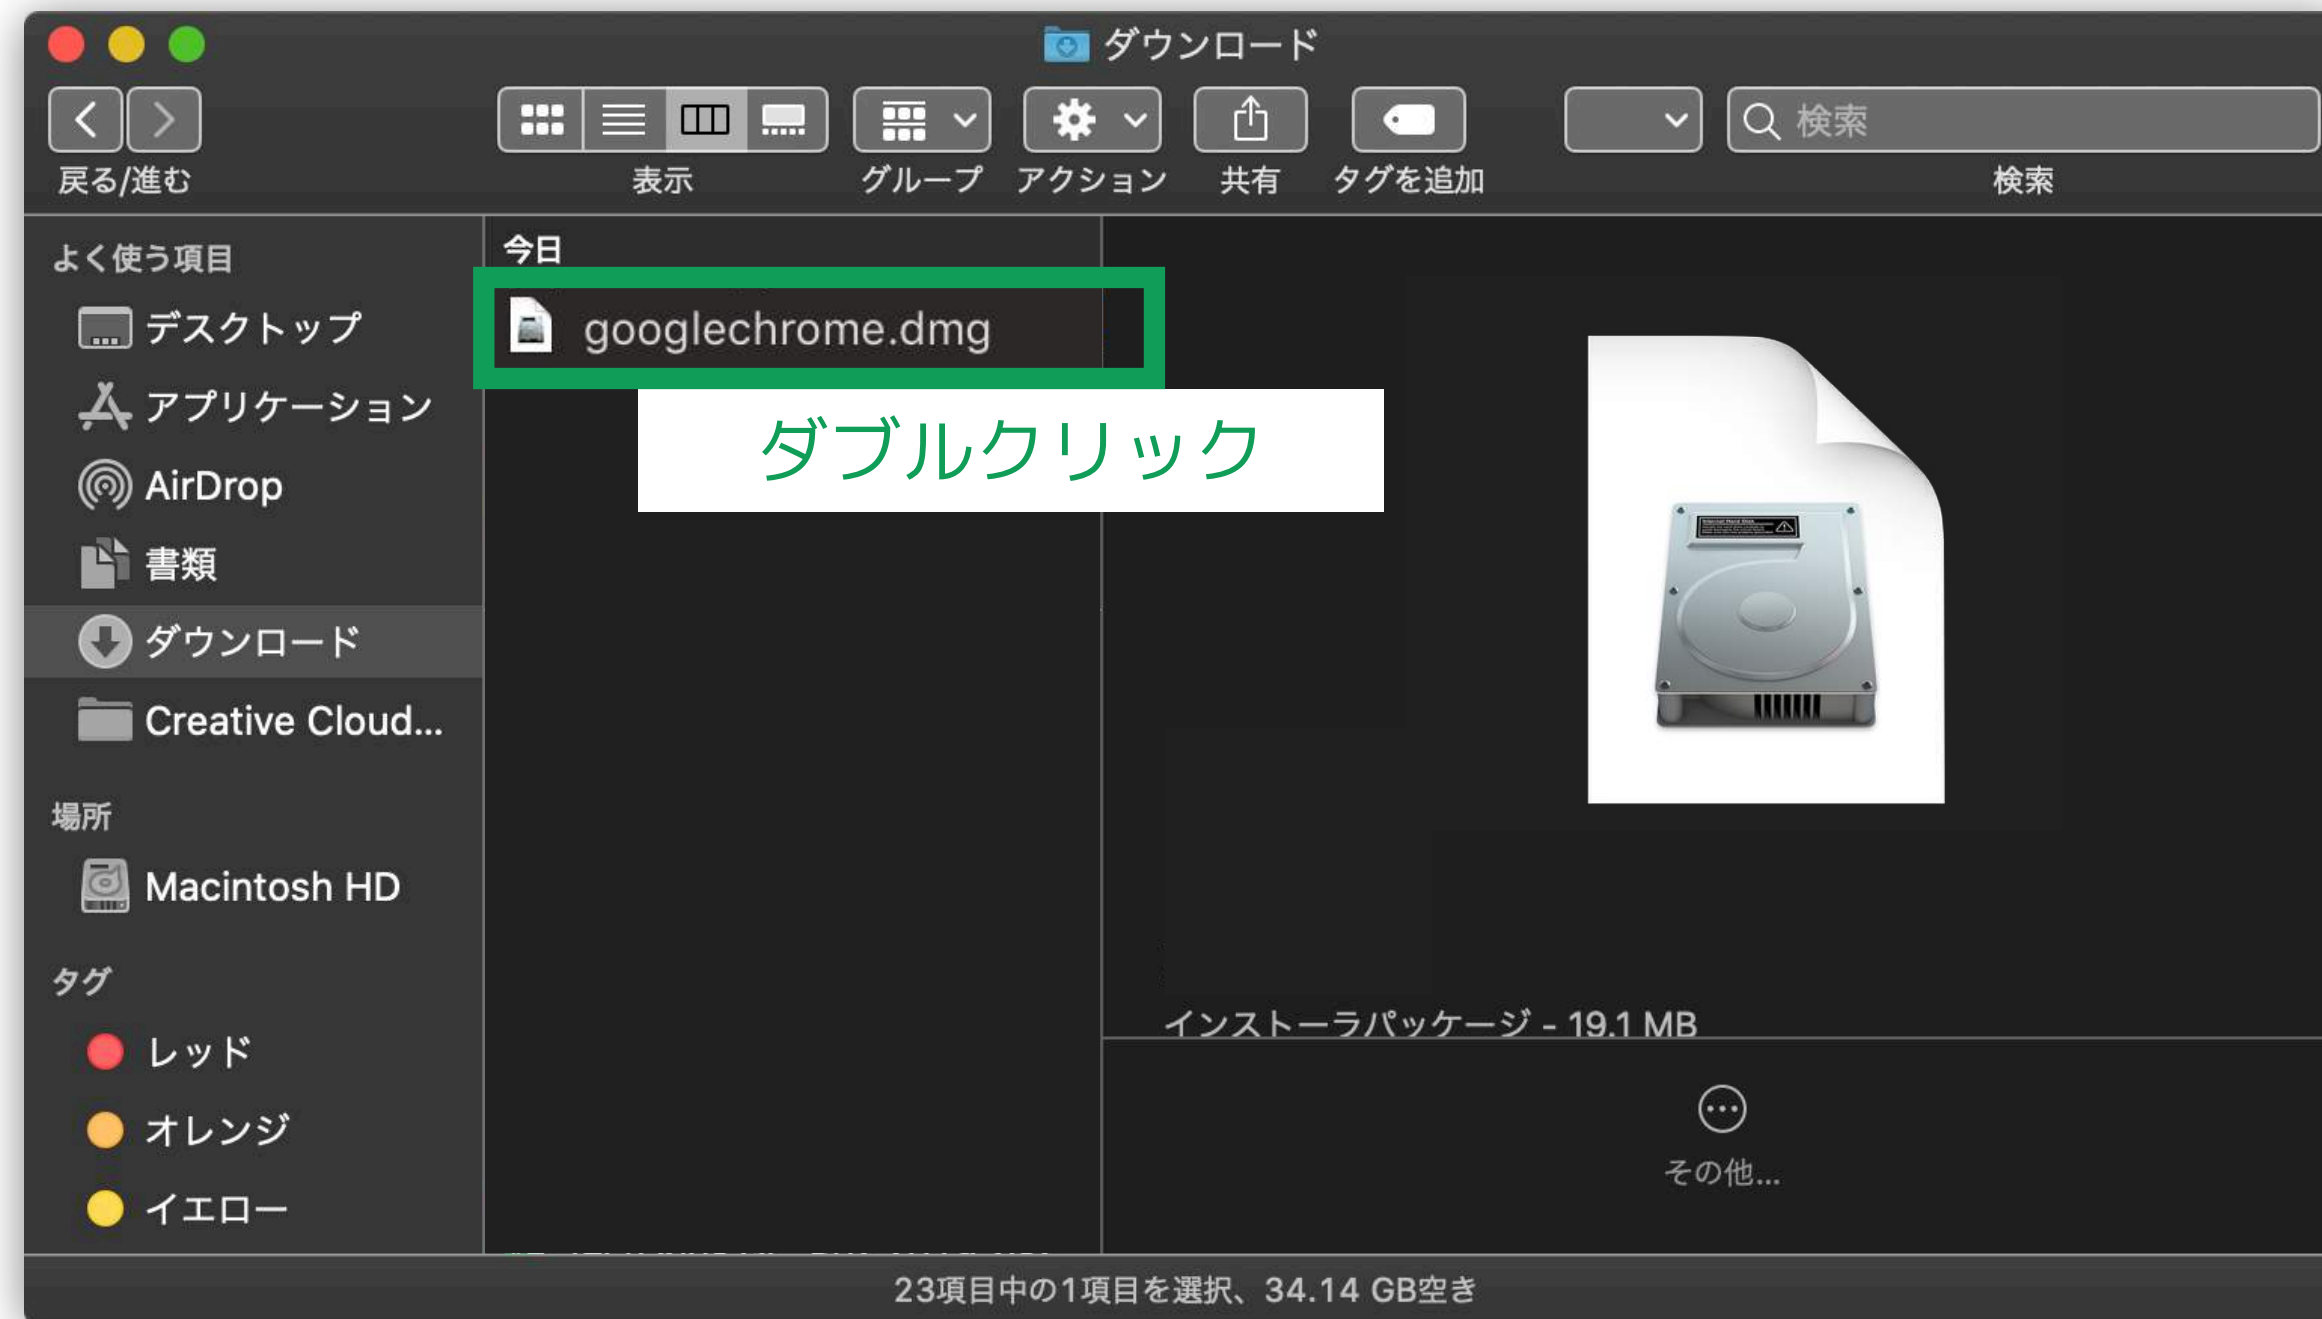 ダウンロード
検索
戻る/進む
表示
グループ
アクション
共有
タグを追加
検索
よく使う項目
デスクトップ
アプリケーション
AirDrop
書類
ダウンロード
Creative Cloud...
場所
Macintosh HD
タグ
レッド
オレンジ
イエロー
今日
googlechrome.dmg
ダブルクリック
インストーラパッケージ - 19.1 MB
その他...
23項目中の1項目を選択、34.14 GB空き